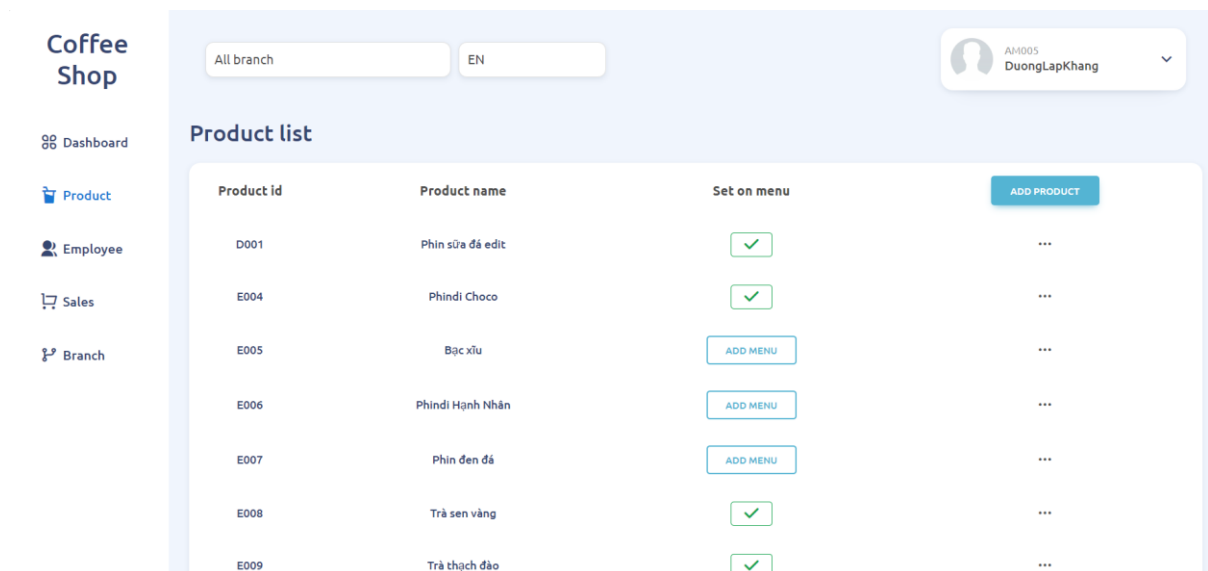 Coffee
Shop
All branch
EN
AM005
DuongLapKhang
Dashboard
Product
Employee
Sales
Branch
Product list
Product id Product name Set on menu ADD PRODUCT
D001 Phin sữa đá edit ...
E004 Phindi Choco ...
E005 Bạc xĩu ADD MENU ...
E006 Phindi Hạnh Nhân ADD MENU ...
E007 Phin đen đá ADD MENU ...
E008 Trà sen vàng ...
E009 Trà thạch đào ...